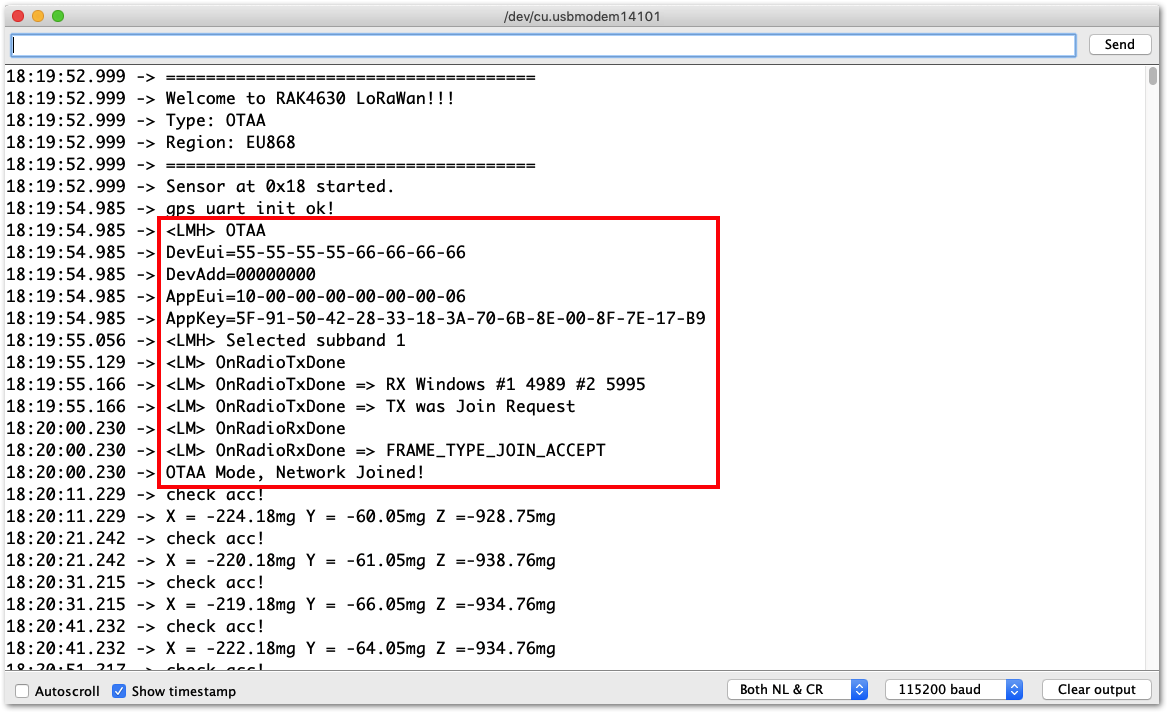 /dev/cu.usbmodem14101
Send
18:19:52.999 -> =====================================
18:19:52.999 -> Welcome to RAK4630 LoRaWan!!!
18:19:52.999 -> Type: OTAA
18:19:52.999 -> Region: EU868
18:19:52.999 -> =====================================
18:19:52.999 -> Sensor at 0x18 started.
18:19:54.985 -> gps uart init ok!
18:19:54.985 -> <LMH> OTAA
18:19:54.985 -> DevEui=55-55-55-55-66-66-66-66
18:19:54.985 -> DevAdd=00000000
18:19:54.985 -> AppEui=10-00-00-00-00-00-00-06
18:19:54.985 -> AppKey=5F-91-50-42-28-33-18-3A-70-6B-8E-00-8F-7E-17-B9
18:19:55.056 -> <LMH> Selected subband 1
18:19:55.129 -> <LM> OnRadioTxDone
18:19:55.166 -> <LM> OnRadioTxDone => RX Windows #1 4989 #2 5995
18:19:55.166 -> <LM> OnRadioTxDone => TX was Join Request
18:20:00.230 -> <LM> OnRadioRxDone
18:20:00.230 -> <LM> OnRadioRxDone => FRAME_TYPE_JOIN_ACCEPT
18:20:00.230 -> OTAA Mode, Network Joined!
18:20:11.229 -> check acc!
18:20:11.229 -> X = -224.18mg Y = -60.05mg Z =-928.75mg
18:20:21.242 -> check acc!
18:20:21.242 -> X = -220.18mg Y = -61.05mg Z =-938.76mg
18:20:31.215 -> check acc!
18:20:31.215 -> X = -219.18mg Y = -66.05mg Z =-934.76mg
18:20:41.232 -> check acc!
18:20:41.232 -> X = -222.18mg Y = -64.05mg Z =-934.76mg
18:20:51.217 -> check acc!
Autoscroll
Show timestamp
Both NL & CR
115200 baud
Clear output